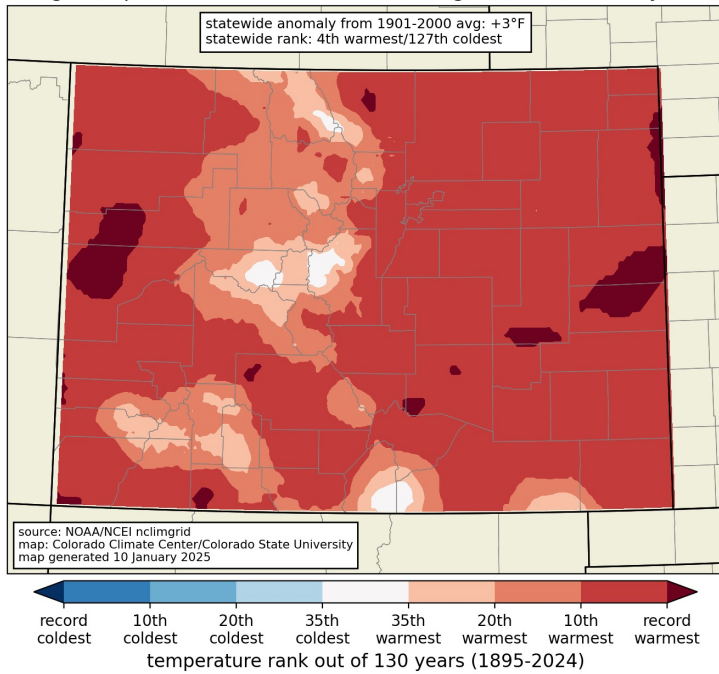 statewide anomaly from 1901-2000 avg: +3°F
statewide rank: 4th warmest/127th coldest
source: NOAA/NCEI nclimgrid
map: Colorado Climate Center/Colorado State University
map generated 10 January 2025
record coldest
10th coldest
20th coldest
35th coldest
35th warmest
20th warmest
10th warmest
record warmest
temperature rank out of 130 years (1895-2024)